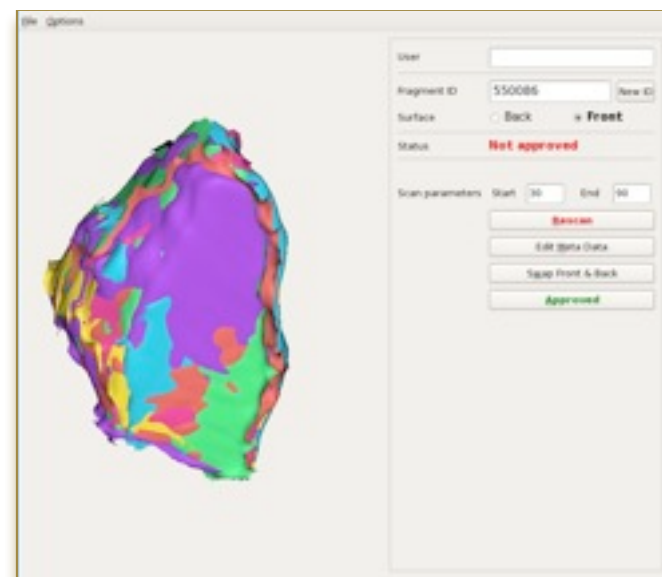 File Options
User
Fragment ID 550086 New ID
Surface Back Front
Status Not approved
Scan parameters Start 30 End 90
Rescan
Edit Meta Data
Swap Front & Back
Approved